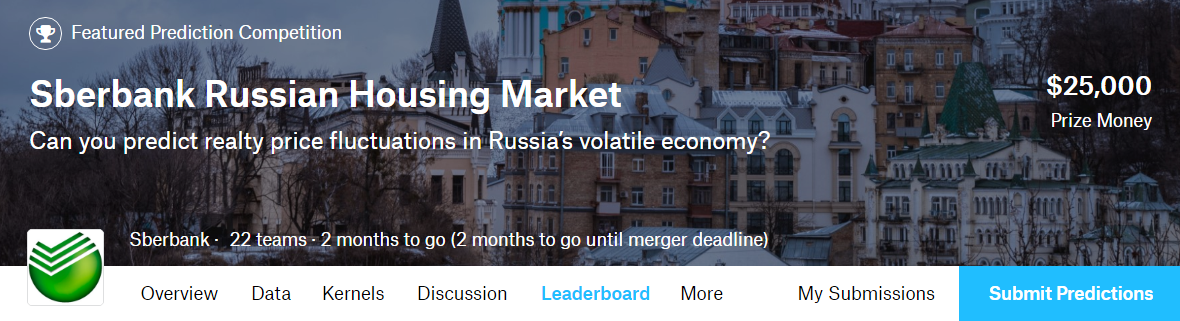 Featured Prediction Competition
Sberbank Russian Housing Market
$25,000
Can you predict realty price fluctuations in Russia’s volatile economy?
Prize Money
Sberbank · 22 teams · 2 months to go (2 months to go until merger deadline)
Overview Data Kernels Discussion Leaderboard More My Submissions Submit Predictions